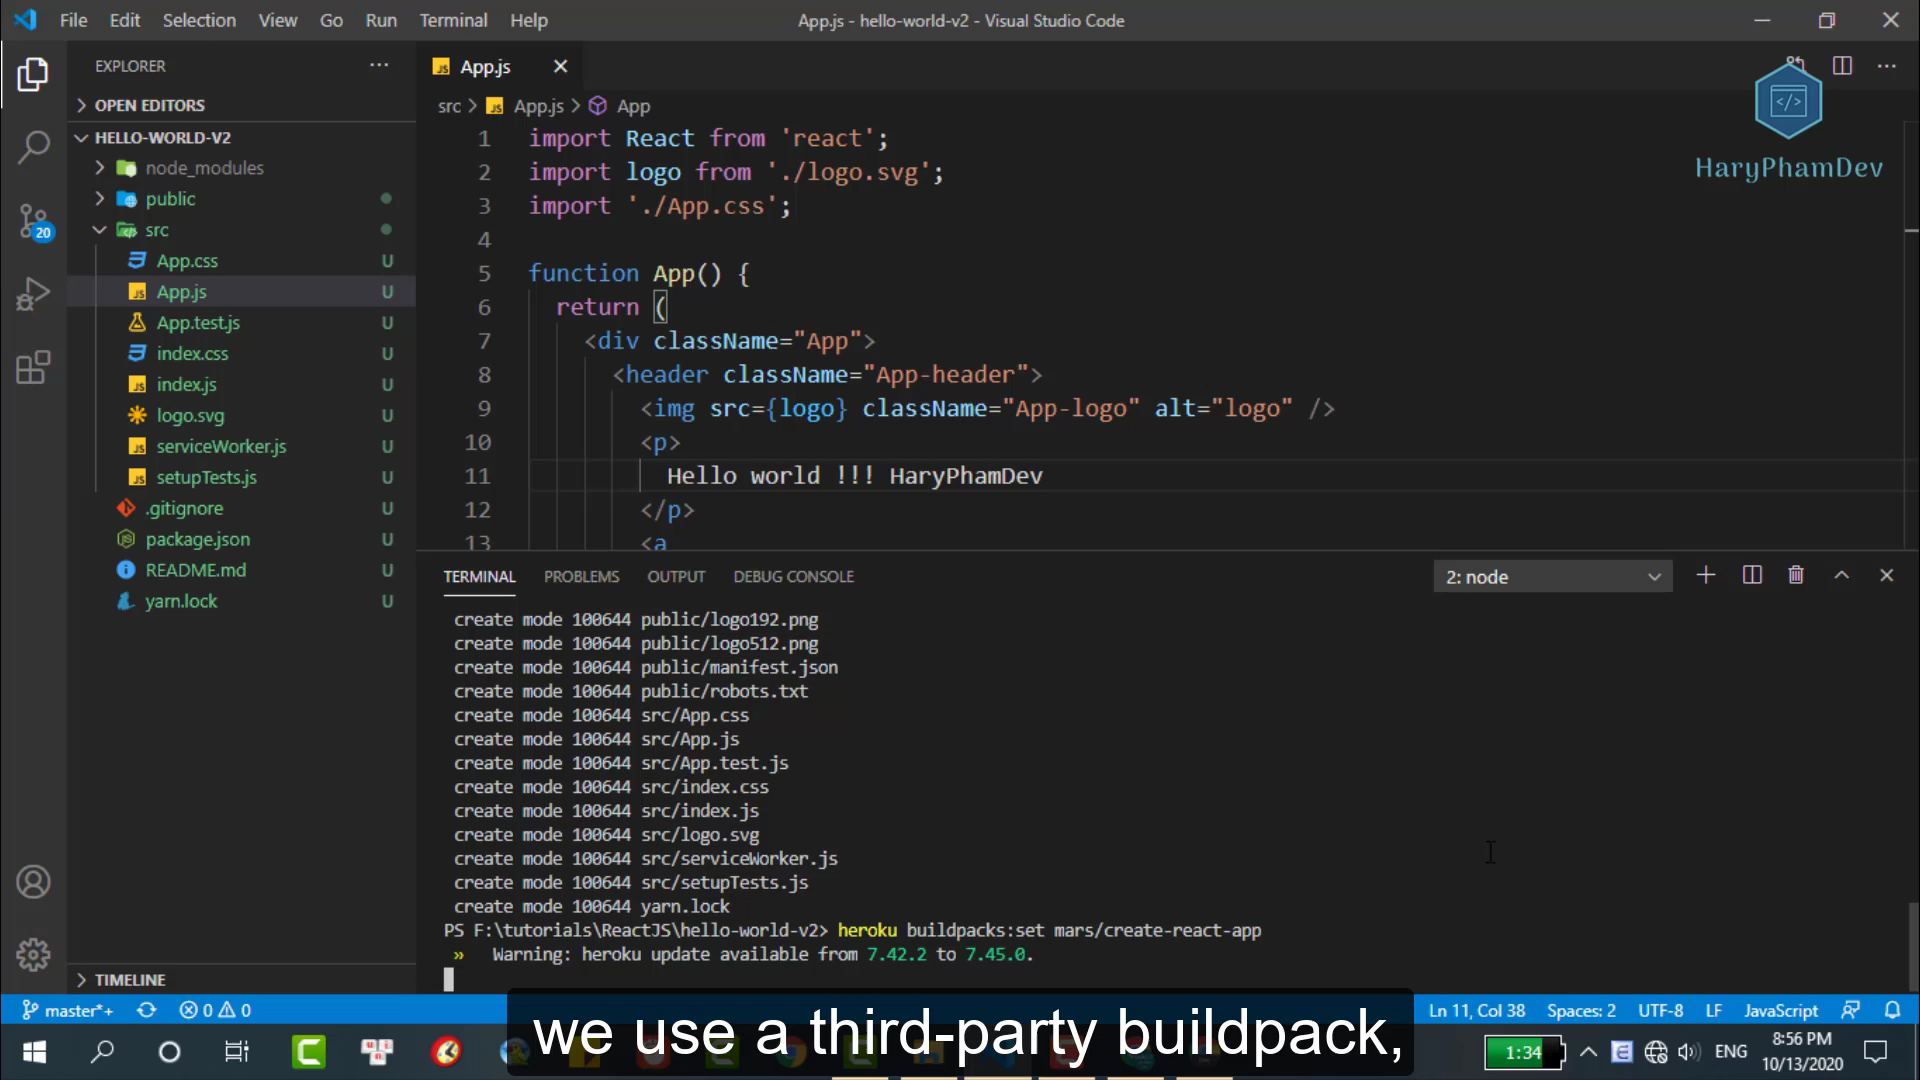 File Edit Selection View Go Run Terminal Help
App.js - hello-world-v2 - Visual Studio Code
EXPLORER
OPEN EDITORS
HELLO-WORLD-V2
node_modules
public
src
App.css U
App.js U
App.test.js U
index.css U
index.js U
logo.svg U
serviceWorker.js U
setupTests.js U
.gitignore U
package.json U
README.md U
yarn.lock U
TIMELINE
20
JS App.js
src > JS App.js > App
</>
HaryPhamDev
1 import React from 'react';
2 import logo from './logo.svg';
3 import './App.css';
4
5 function App() {
6 return (
7 <div className="App">
8 <header className="App-header">
9 <img src={logo} className="App-logo" alt="logo" />
10 <p>
11 Hello world !!! HaryPhamDev
12 </p>
13 <a
TERMINAL PROBLEMS OUTPUT DEBUG CONSOLE
2: node
create mode 100644 public/logo192.png
create mode 100644 public/logo512.png
create mode 100644 public/manifest.json
create mode 100644 public/robots.txt
create mode 100644 src/App.css
create mode 100644 src/App.js
create mode 100644 src/App.test.js
create mode 100644 src/index.css
create mode 100644 src/index.js
create mode 100644 src/logo.svg
create mode 100644 src/serviceWorker.js
create mode 100644 src/setupTests.js
create mode 100644 yarn.lock
PS F:\tutorials\ReactJS\hello-world-v2> heroku buildpacks:set mars/create-react-app
» Warning: heroku update available from 7.42.2 to 7.45.0.
master*+ 0 0
Ln 11, Col 38 Spaces: 2 UTF-8 LF JavaScript
we use a third-party buildpack,
1:34
ENG
8:56 PM
10/13/2020